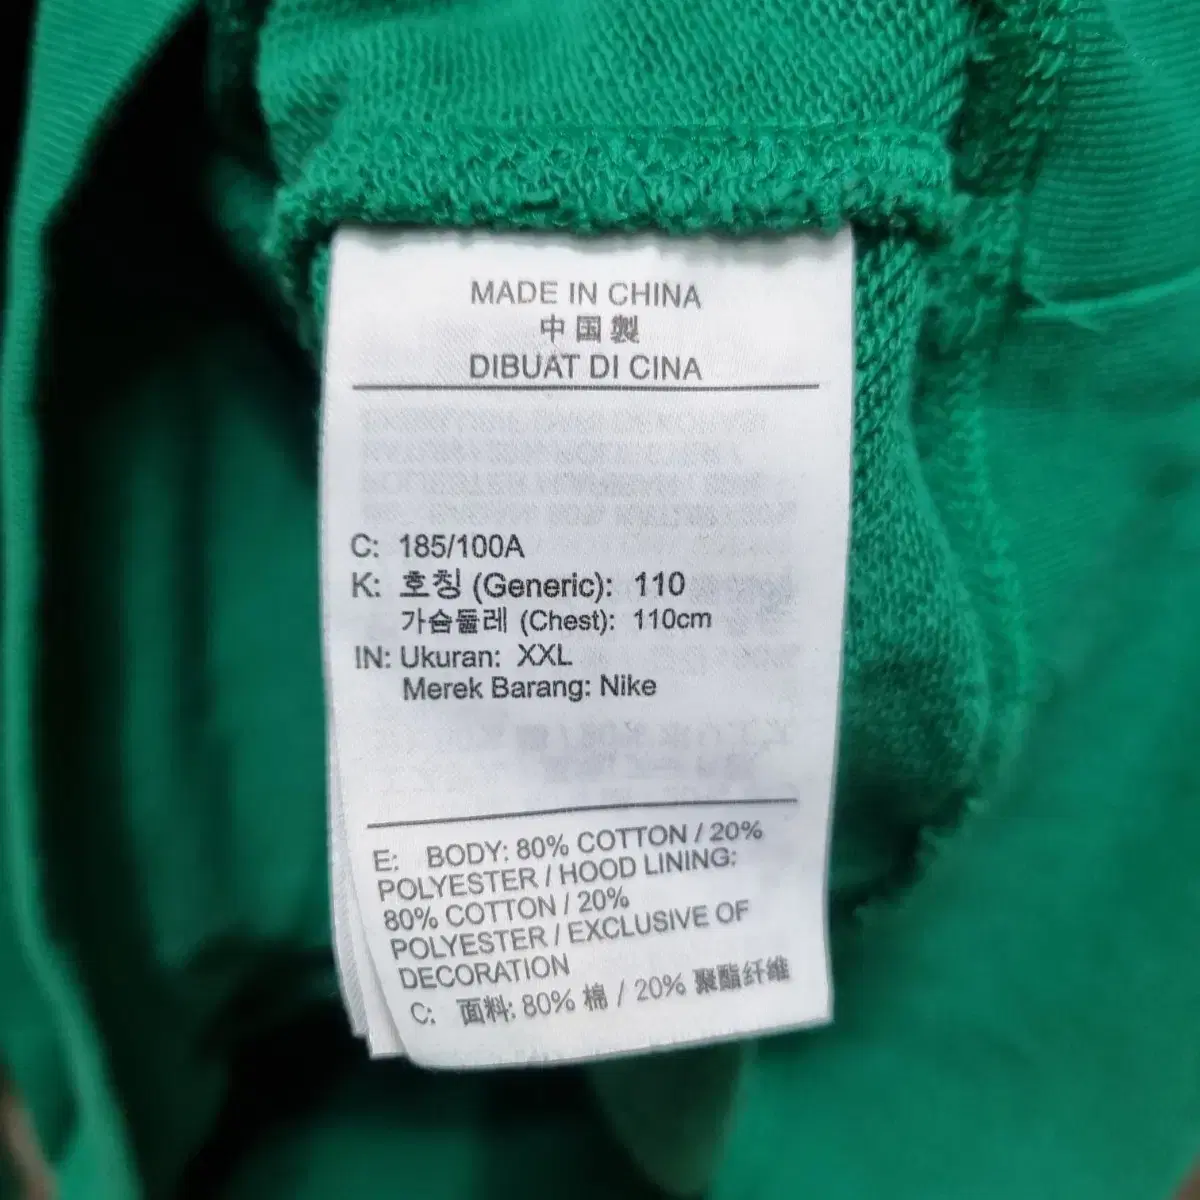 MADE IN CHINA
中国製
DIBUAT DI CINA
C: 185/100A
K: 호칭 (Generic): 110
가슴둘레 (Chest): 110cm
IN: Ukuran: XXL
Merek Barang: Nike
E: BODY: 80% COTTON / 20%
POLYESTER / HOOD LINING:
80% COTTON / 20%
POLYESTER / EXCLUSIVE OF
DECORATION
C: 面料: 80% 棉 / 20% 聚酯纤维